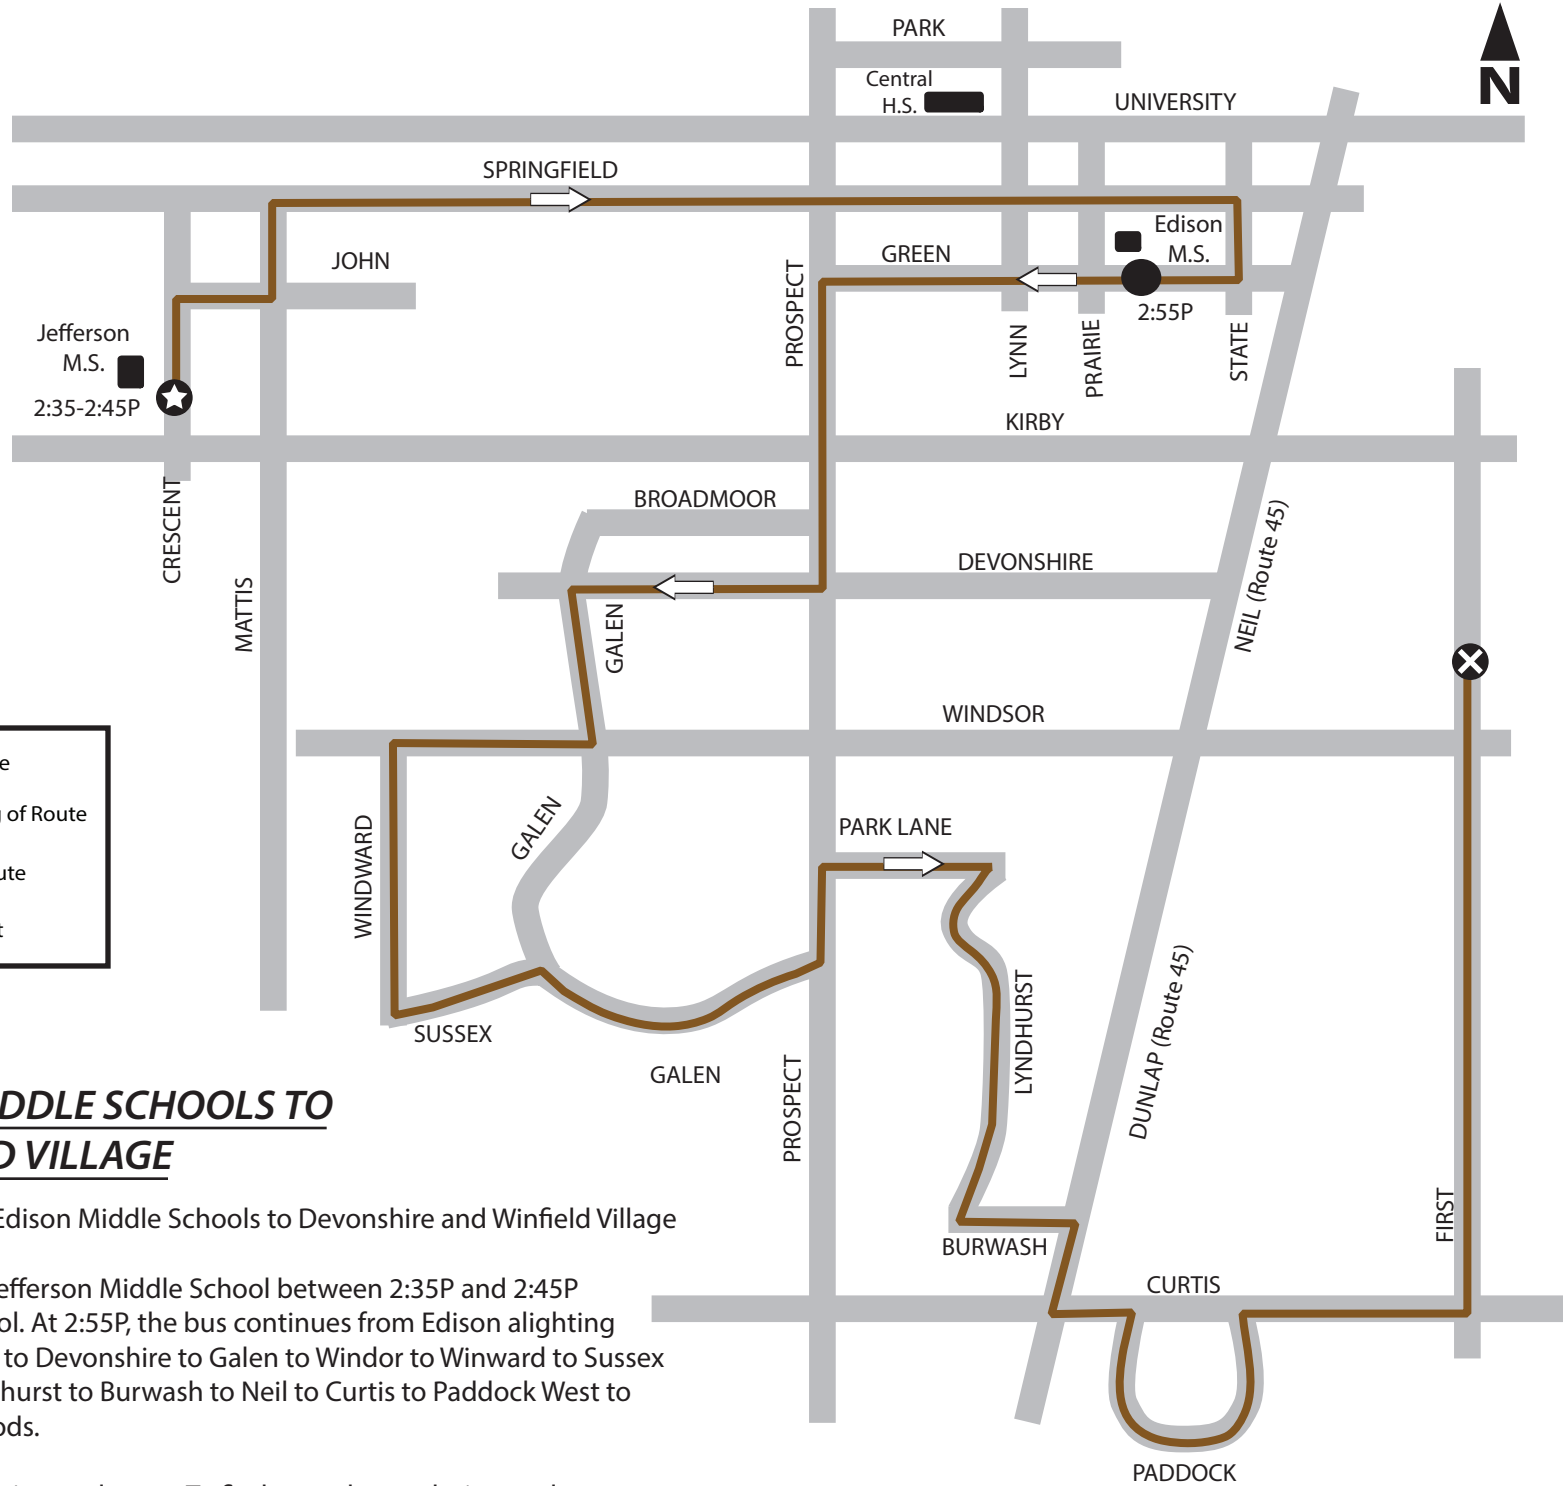 PARK
N
Central
H.S.
UNIVERSITY
SPRINGFIELD
Edison
M.S.
JOHN
GREEN
PROSPECT
2:55P
LYNN
PRAIRIE
STATE
Jefferson
M.S.
2:35-2:45P
KIRBY
CRESCENT
BROADMOOR
NEIL (Route 45)
DEVONSHIRE
MATTIS
GALEN
WINDSOR
of Route
GALEN
PARK LANE
WINDWARD
DUNLAP (Route 45)
LYNDHURST
SUSSEX
GALEN
PROSPECT
DDLE SCHOOLS TO
D VILLAGE
FIRST
Edison Middle Schools to Devonshire and Winfield Village
BURWASH
efferson Middle School between 2:35P and 2:45P
CURTIS
ol. At 2:55P, the bus continues from Edison alighting
to Devonshire to Galen to Windor to Winward to Sussex
hurst to Burwash to Neil to Curtis to Paddock West to
ods.
PADDOCK